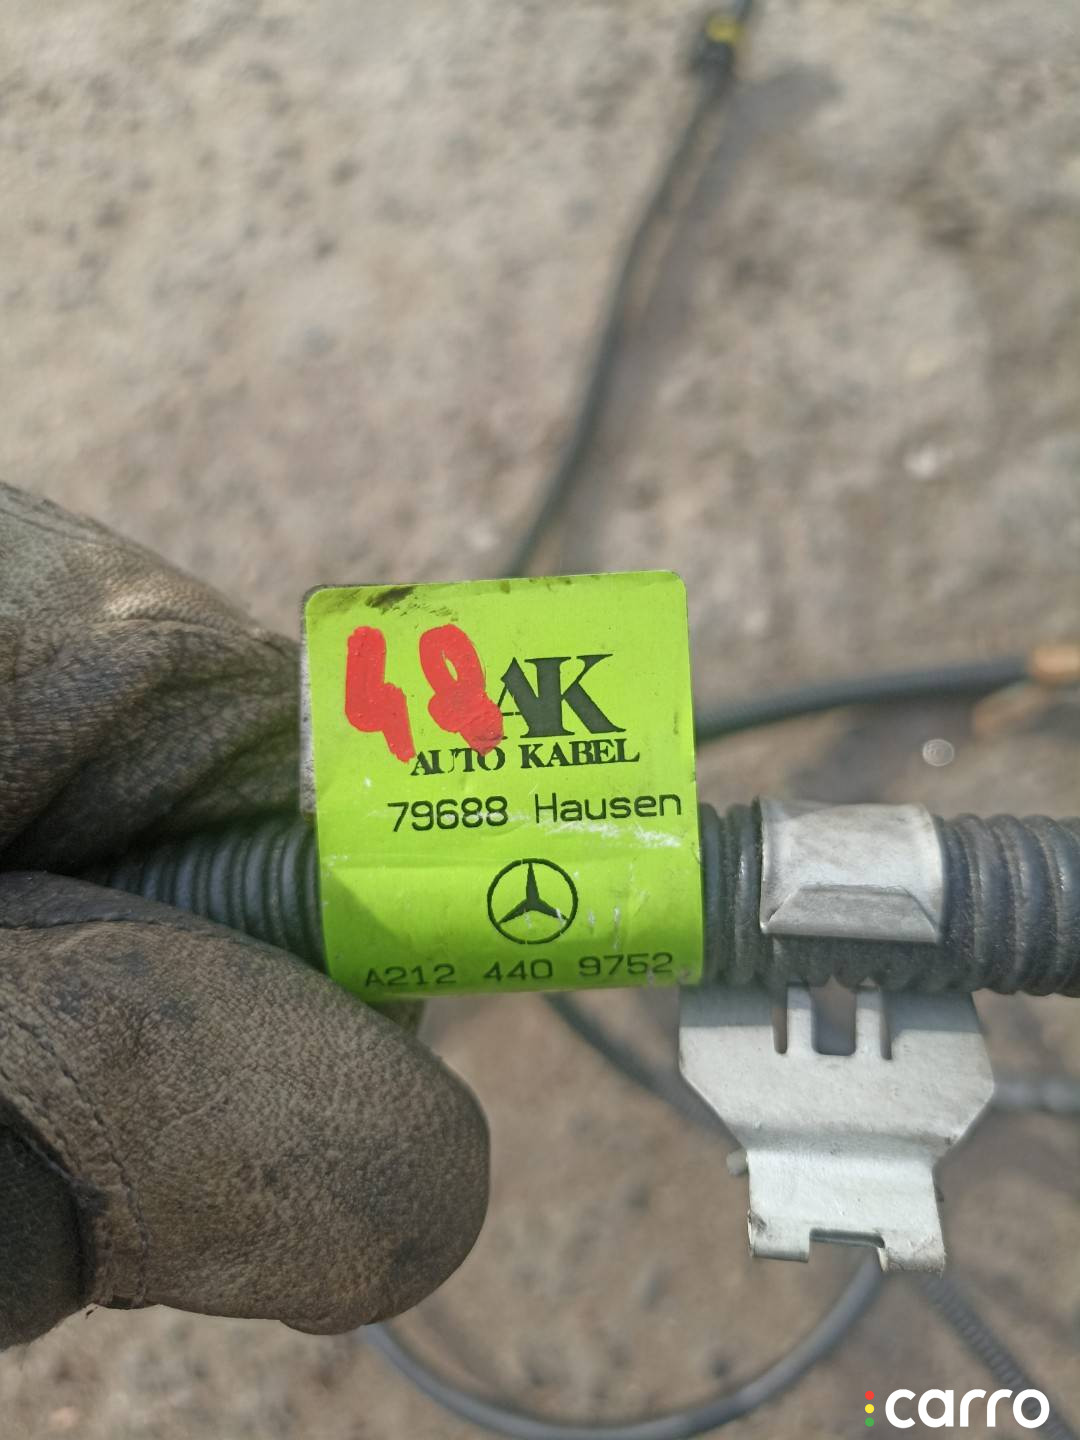 48
AK
AUTO KABEL
79688 Hausen
A212 440 9752
carro